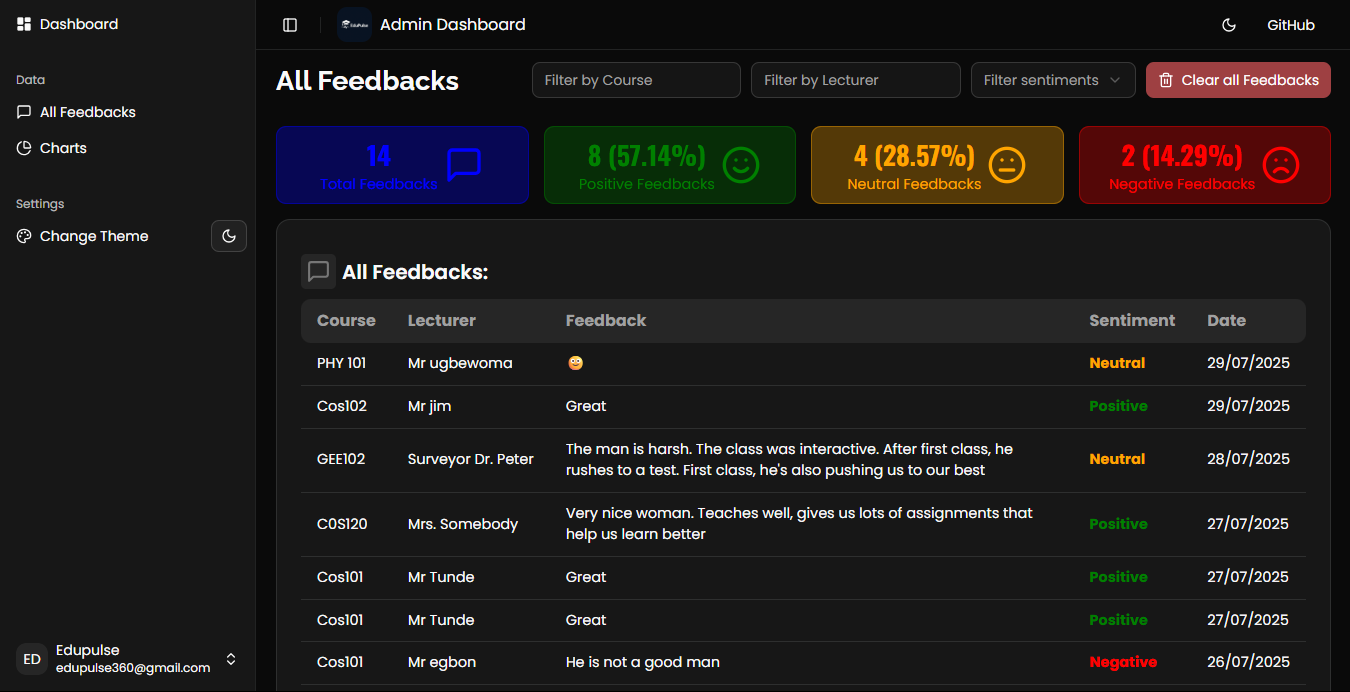 Dashboard
Data
All Feedbacks
Charts
Settings
Change Theme
ED
Edupulse
edupulse360@gmail.com
EduPulse
Admin Dashboard
GitHub
All Feedbacks
Filter by Course
Filter by Lecturer
Filter sentiments
Clear all Feedbacks
14
Total Feedbacks
8 (57.14%)
Positive Feedbacks
4 (28.57%)
Neutral Feedbacks
2 (14.29%)
Negative Feedbacks
All Feedbacks:
Course Lecturer Feedback Sentiment Date
PHY 101 Mr ugbewoma Neutral 29/07/2025
Cos102 Mr jim Great Positive 29/07/2025
GEE102 Surveyor Dr. Peter The man is harsh. The class was interactive. After first class, he
rushes to a test. First class, he's also pushing us to our best Neutral 28/07/2025
C0S120 Mrs. Somebody Very nice woman. Teaches well, gives us lots of assignments that
help us learn better Positive 27/07/2025
Cos101 Mr Tunde Great Positive 27/07/2025
Cos101 Mr Tunde Great Positive 27/07/2025
Cos101 Mr egbon He is not a good man Negative 26/07/2025